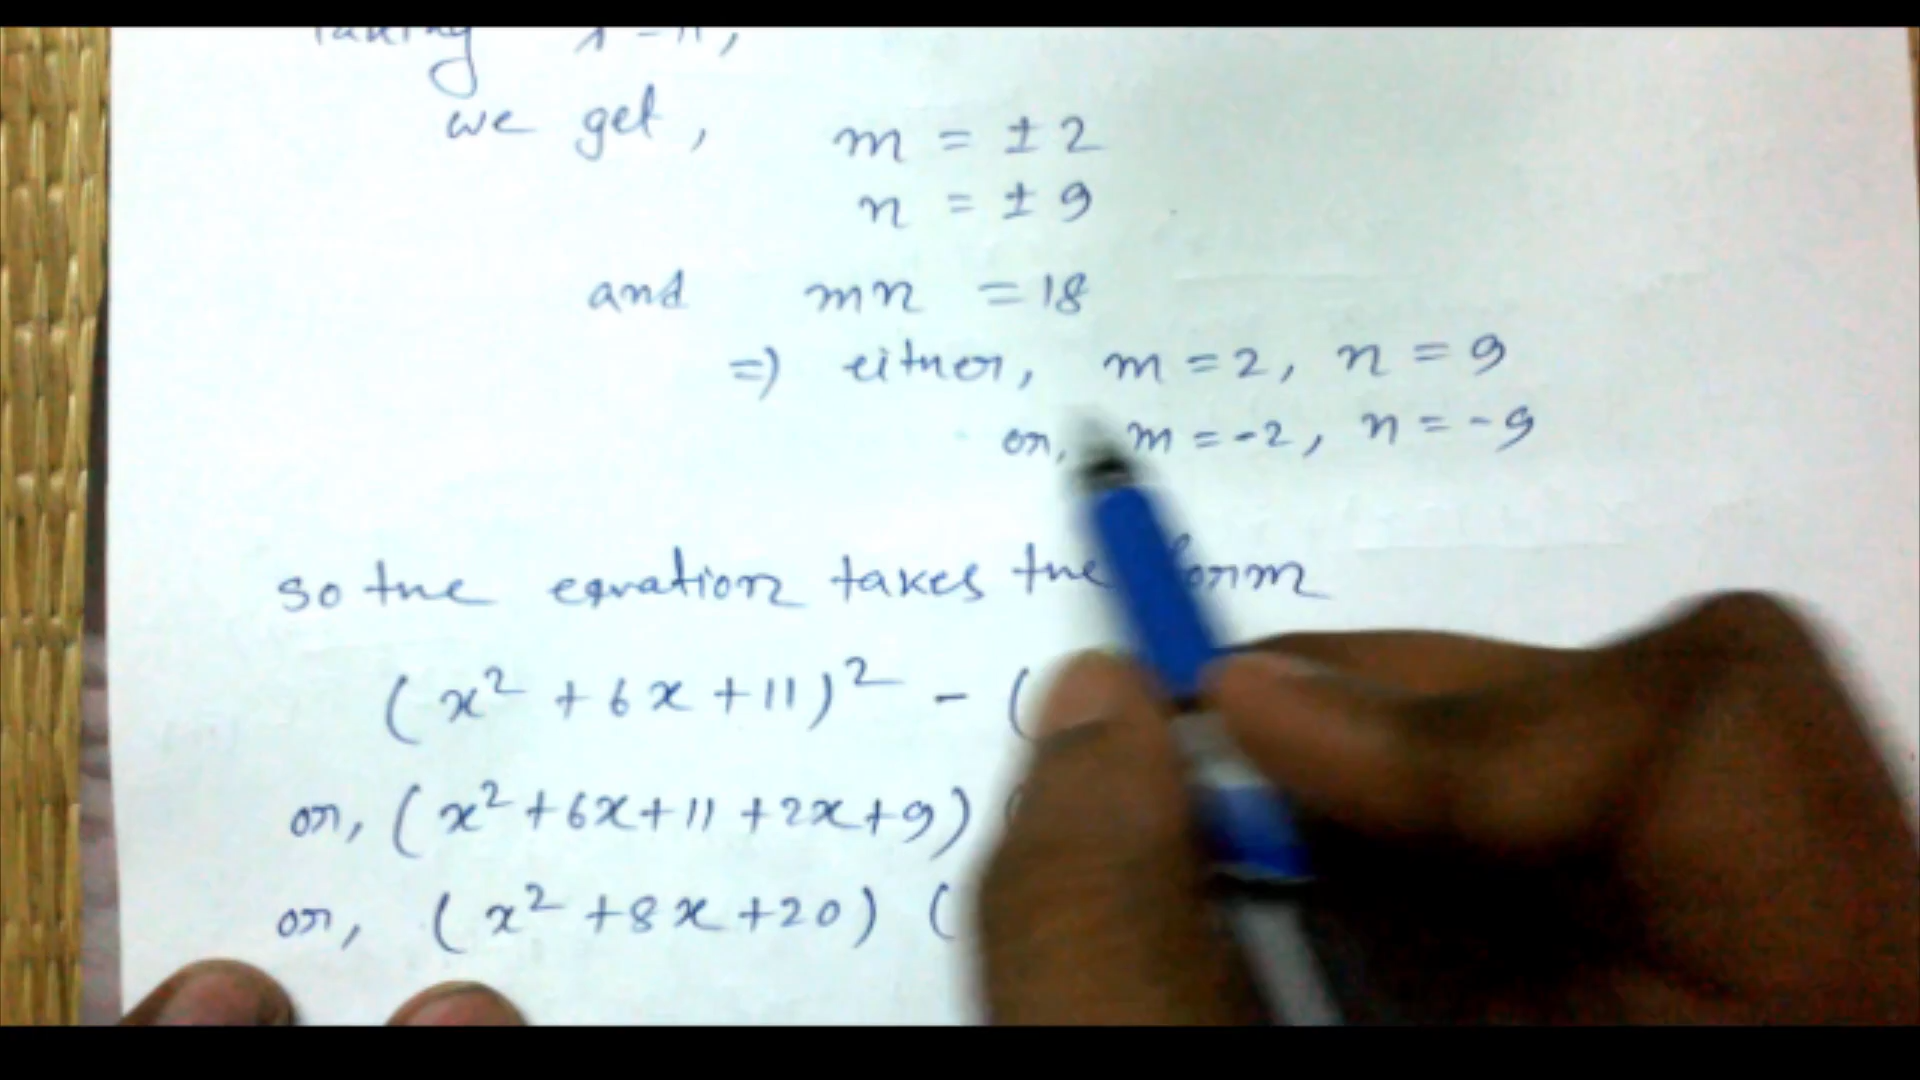 we get, m = ± 2
n = ± 9
and mn = 18
=) either, m = 2, n = 9
or, m = -2, n = -9
so the equation takes the form
(x² + 6x + 11)² - (
or, (x² + 6x + 11 + 2x + 9) (
or, (x² + 8x + 20) (